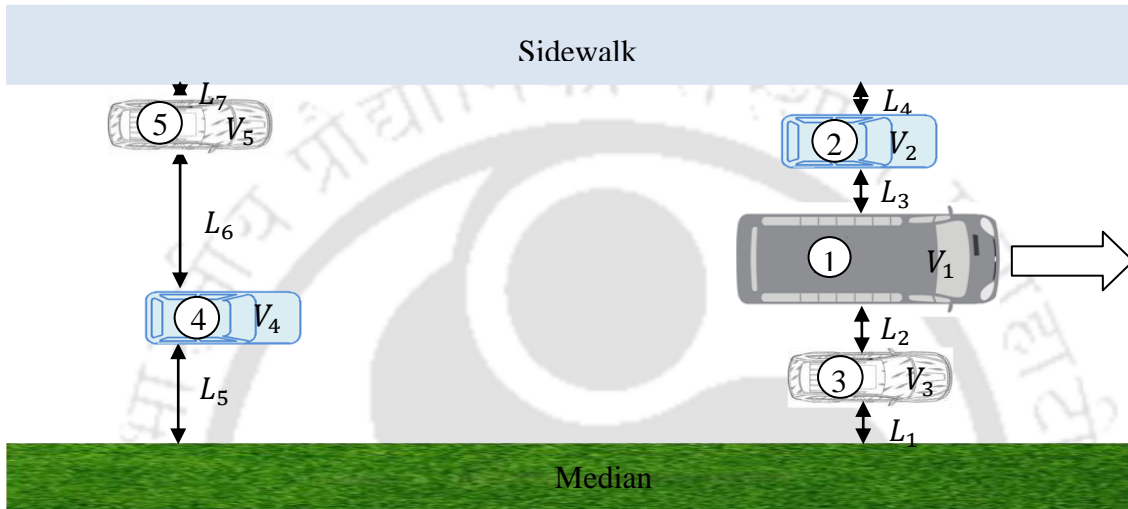 Sidewalk
L₇
5
V₅
L₄
2
V₂
L₃
L₆
1
V₁
4
V₄
L₂
3
V₃
L₅
L₁
Median